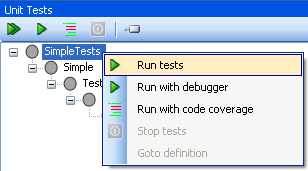 Unit Tests
SimpleTests
Simple
Test
Run tests
Run with debugger
Run with code coverage
Stop tests
Goto definition